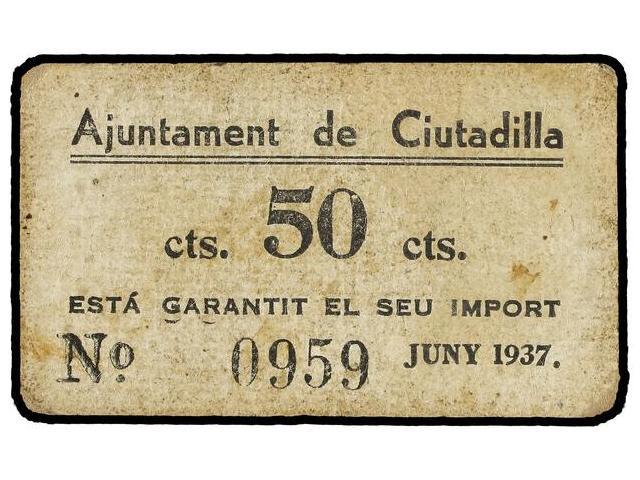 Ajuntament de Ciutadilla
cts. 50 cts.
ESTÁ GARANTIT EL SEU IMPORT
Nº 0959 JUNY 1937.